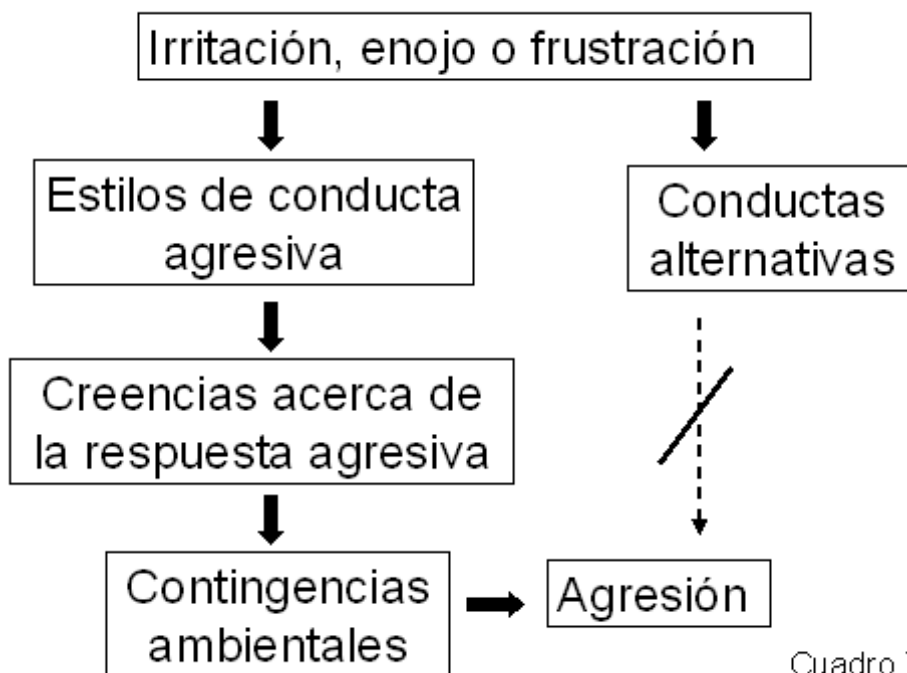 Irritación, enojo o frustración
Estilos de conducta
agresiva
Conductas
alternativas
Creencias acerca de
la respuesta agresiva
Contingencias
ambientales
Agresión
Cuadro